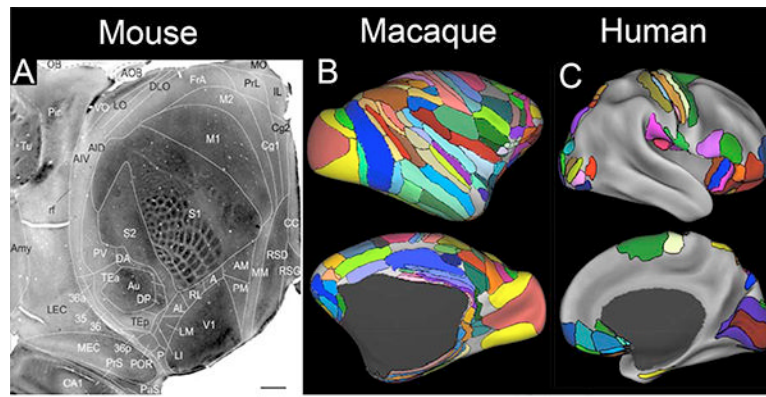 Mouse
Macaque
Human
A
B
C
OB
AOB
MO
DLO
FrA
PrL
IL
VO
LO
M2
Pir
Cg2
M1
Cg1
Tu
AID
AIV
rf
S1
S2
CC
Amy
PV
DA
RSD
AM
MM
RSG
TEa
A
Au
RL
PM
DP
36a
AL
LEC
TEp
LM
V1
35
36
MEC
36p
P
LI
PrS
POR
CA1
PaS